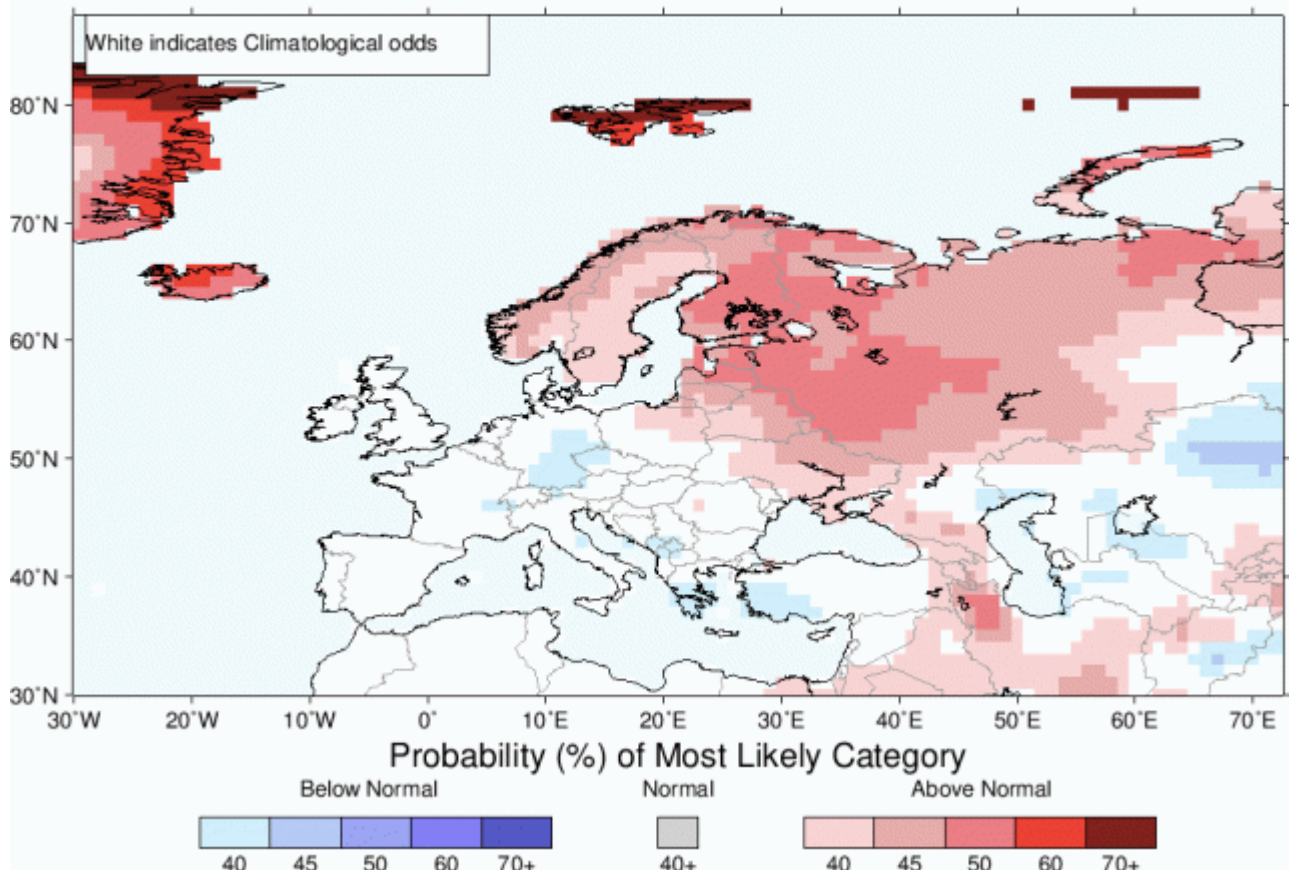 White indicates Climatological odds
80°N
70°N
60°N
50°N
40°N
30°N
30°W 20°W 10°W 0° 10°E 20°E 30°E 40°E 50°E 60°E 70°E
Probability (%) of Most Likely Category
Below Normal Normal Above Normal
40 45 50 60 70+ 40+ 40 45 50 60 70+